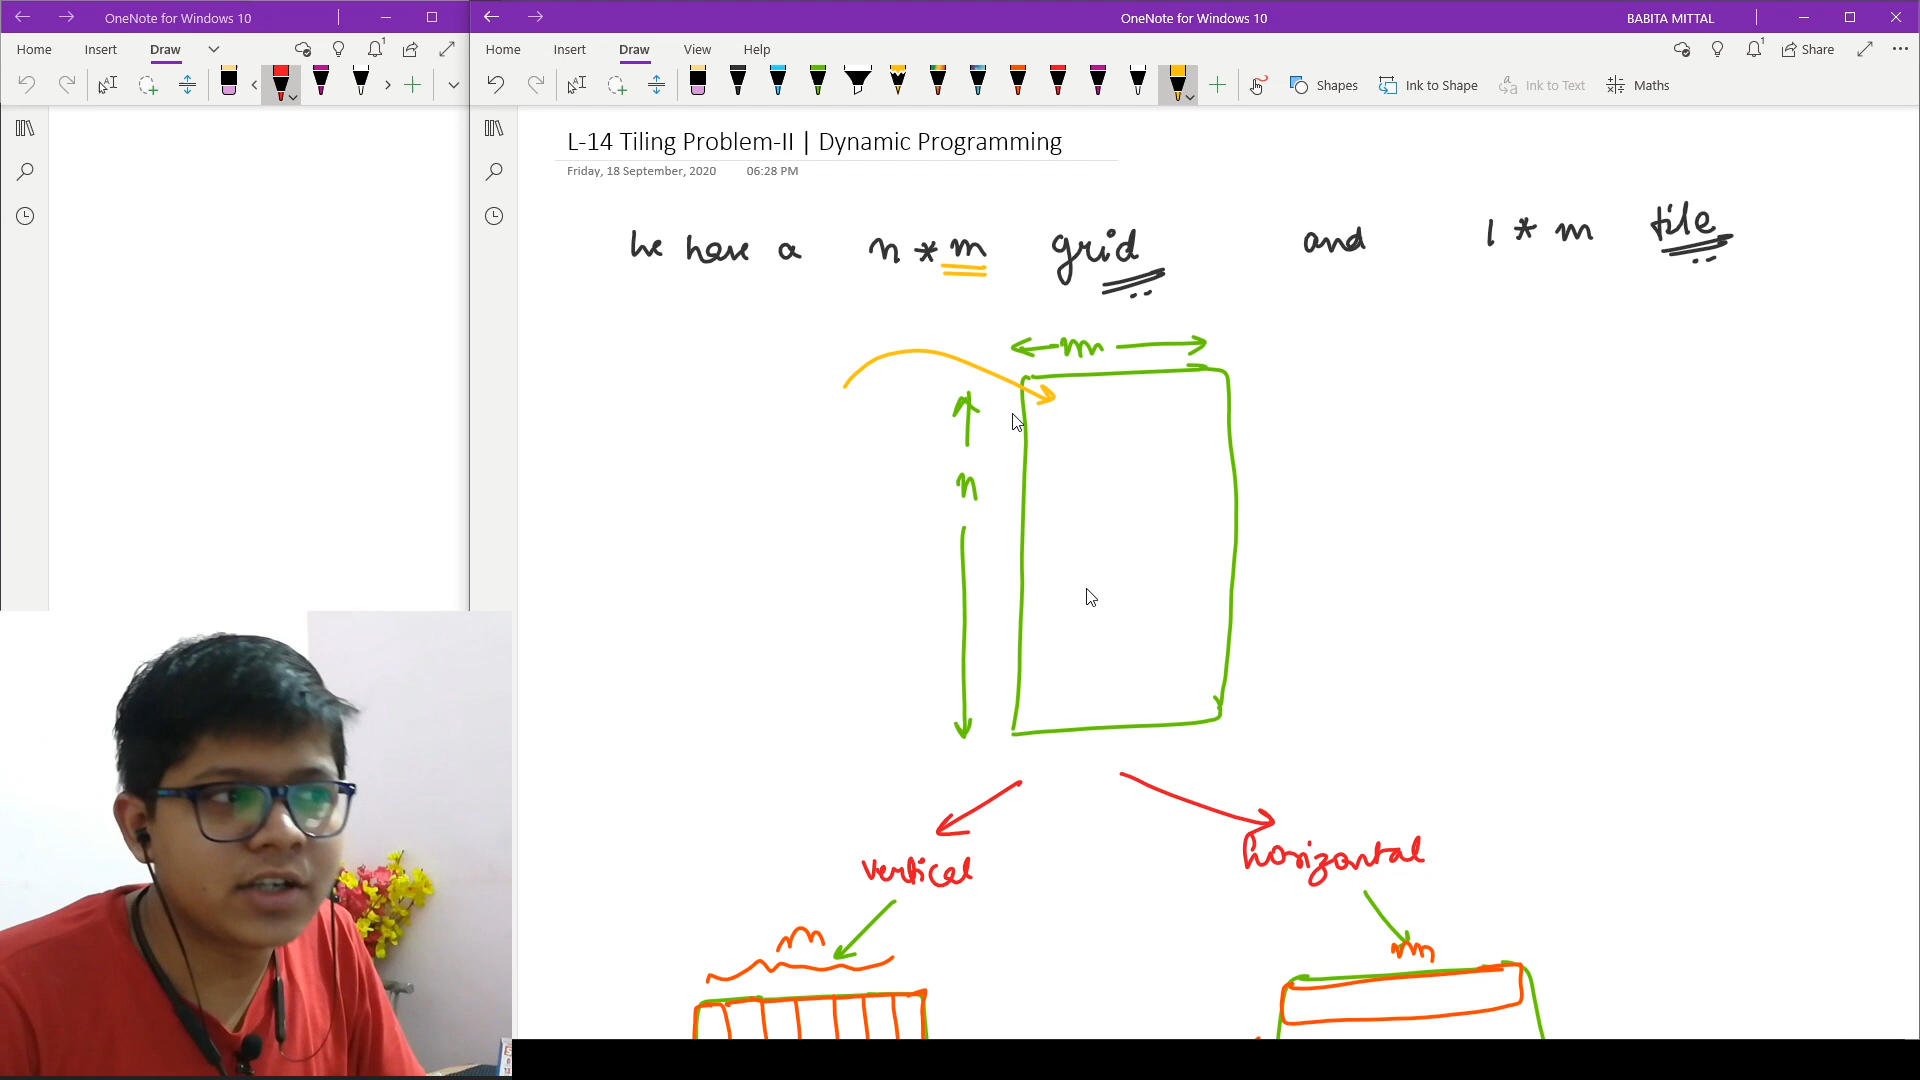 OneNote for Windows 10
OneNote for Windows 10
BABITA MITTAL
Home Insert Draw
1
Home Insert Draw View Help
1
Share
Shapes
Ink to Shape
Ink to Text
Maths
L-14 Tiling Problem-II | Dynamic Programming
Friday, 18 September, 2020 06:28 PM
we have a n * m grid and 1 * m tile
m
n
vertical
horizontal
m
m